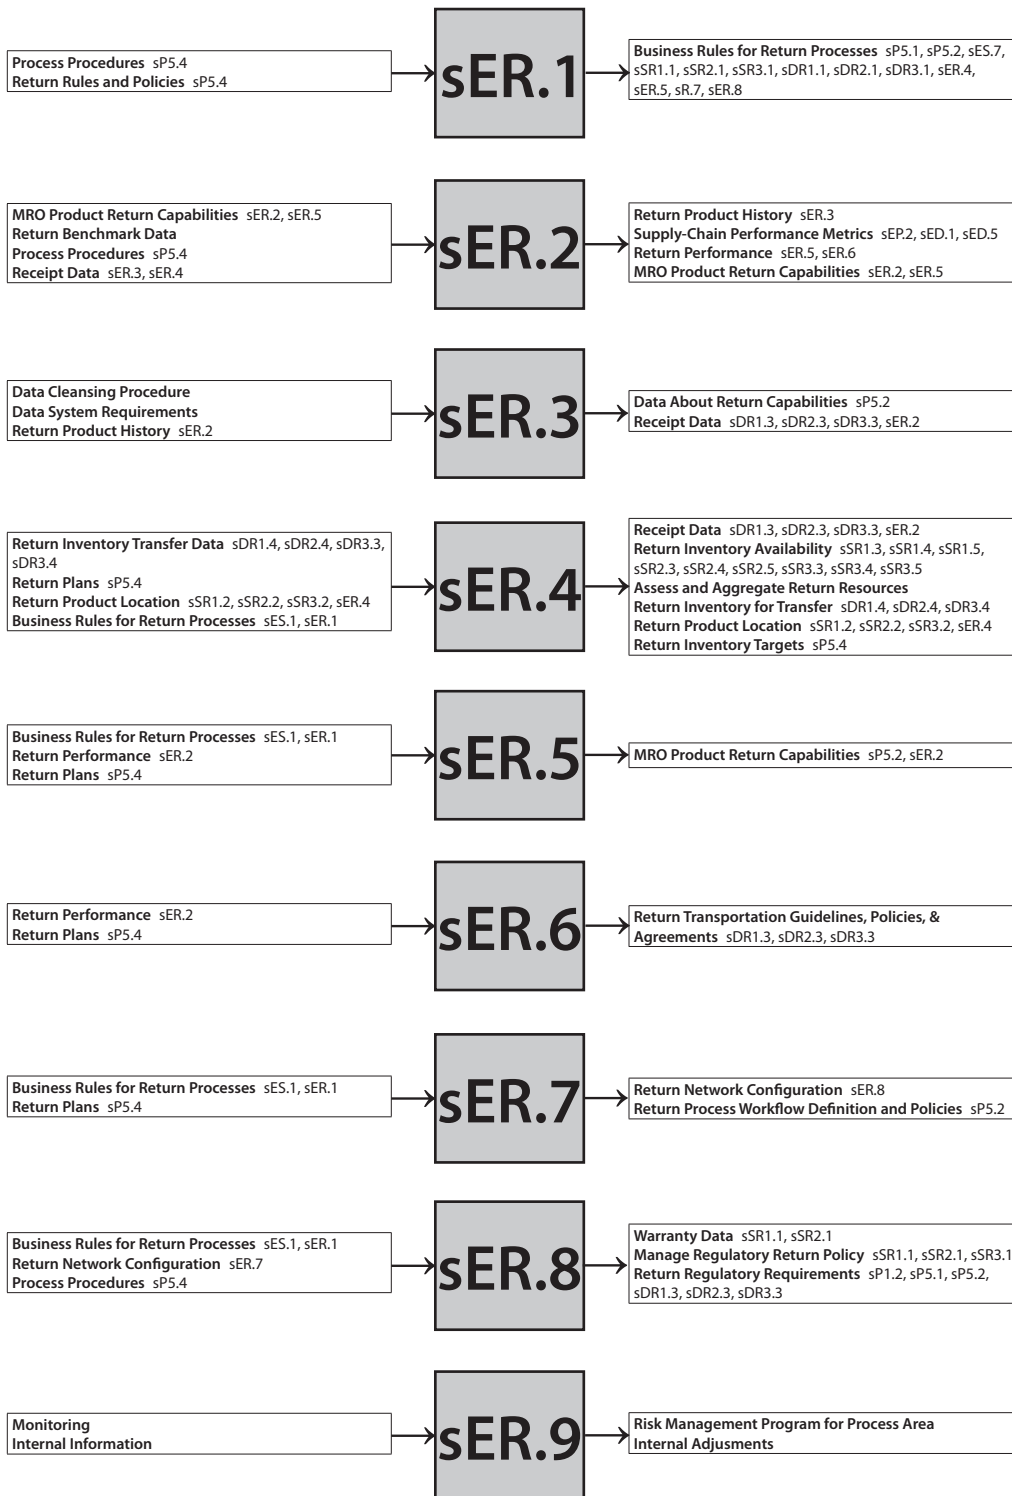 Process Procedures sP5.4
Return Rules and Policies sP5.4
sER.1
Business Rules for Return Processes sP5.1, sP5.2, sES.7,
sSR1.1, sSR2.1, sSR3.1, sDR1.1, sDR2.1, sDR3.1, sER.4,
sER.5, sR.7, sER.8
MRO Product Return Capabilities sER.2, sER.5
Return Benchmark Data
Process Procedures sP5.4
Receipt Data sER.3, sER.4
sER.2
Return Product History sER.3
Supply-Chain Performance Metrics sEP.2, sED.1, sED.5
Return Performance sER.5, sER.6
MRO Product Return Capabilities sER.2, sER.5
Data Cleansing Procedure
Data System Requirements
Return Product History sER.2
sER.3
Data About Return Capabilities sP5.2
Receipt Data sDR1.3, sDR2.3, sDR3.3, sER.2
Return Inventory Transfer Data sDR1.4, sDR2.4, sDR3.3,
sDR3.4
Return Plans sP5.4
Return Product Location sSR1.2, sSR2.2, sSR3.2, sER.4
Business Rules for Return Processes sES.1, sER.1
sER.4
Receipt Data sDR1.3, sDR2.3, sDR3.3, sER.2
Return Inventory Availability sSR1.3, sSR1.4, sSR1.5,
sSR2.3, sSR2.4, sSR2.5, sSR3.3, sSR3.4, sSR3.5
Assess and Aggregate Return Resources
Return Inventory for Transfer sDR1.4, sDR2.4, sDR3.4
Return Product Location sSR1.2, sSR2.2, sSR3.2, sER.4
Return Inventory Targets sP5.4
Business Rules for Return Processes sES.1, sER.1
Return Performance sER.2
Return Plans sP5.4
sER.5
MRO Product Return Capabilities sP5.2, sER.2
Return Performance sER.2
Return Plans sP5.4
sER.6
Return Transportation Guidelines, Policies, &
Agreements sDR1.3, sDR2.3, sDR3.3
Business Rules for Return Processes sES.1, sER.1
Return Plans sP5.4
sER.7
Return Network Configuration sER.8
Return Process Workflow Definition and Policies sP5.2
Business Rules for Return Processes sES.1, sER.1
Return Network Configuration sER.7
Process Procedures sP5.4
sER.8
Warranty Data sSR1.1, sSR2.1
Manage Regulatory Return Policy sSR1.1, sSR2.1, sSR3.1
Return Regulatory Requirements sP1.2, sP5.1, sP5.2,
sDR1.3, sDR2.3, sDR3.3
Monitoring
Internal Information
sER.9
Risk Management Program for Process Area
Internal Adjusments